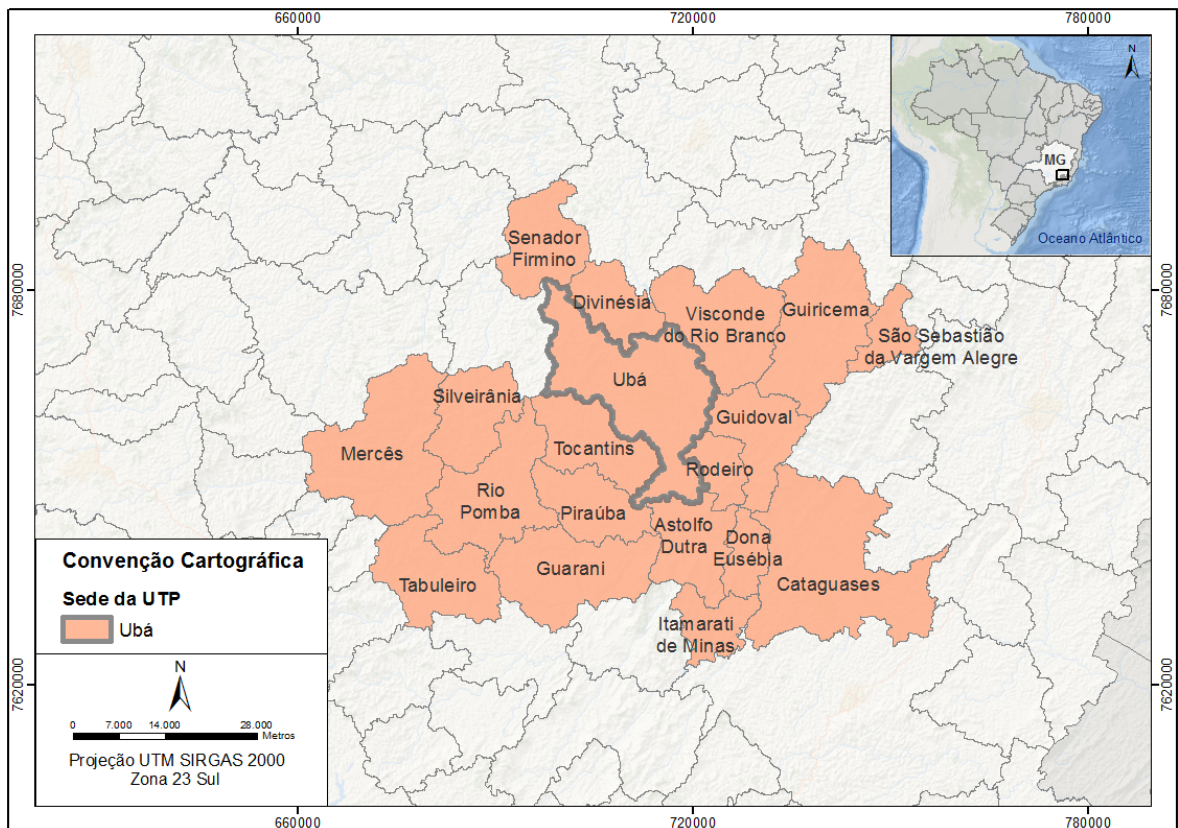 660000
720000
780000
N
MG
Oceano Atlântico
7680000
7680000
Senador
Firmino
Divinésia
Visconde
do Rio Branco
Guiricema
São Sebastião
da Vargem Alegre
Ubá
Silveirânia
Guidoval
Mercês
Tocantins
Rodeiro
Rio
Pomba
Piraúba
Astolfo
Dutra
Dona
Eusébia
Guarani
Tabuleiro
Cataguases
Itamarati
de Minas
Convenção Cartográfica
Sede da UTP
Ubá
N
0 7.000 14.000 28.000
Metros
Projeção UTM SIRGAS 2000
Zona 23 Sul
7620000
7620000
660000
720000
780000